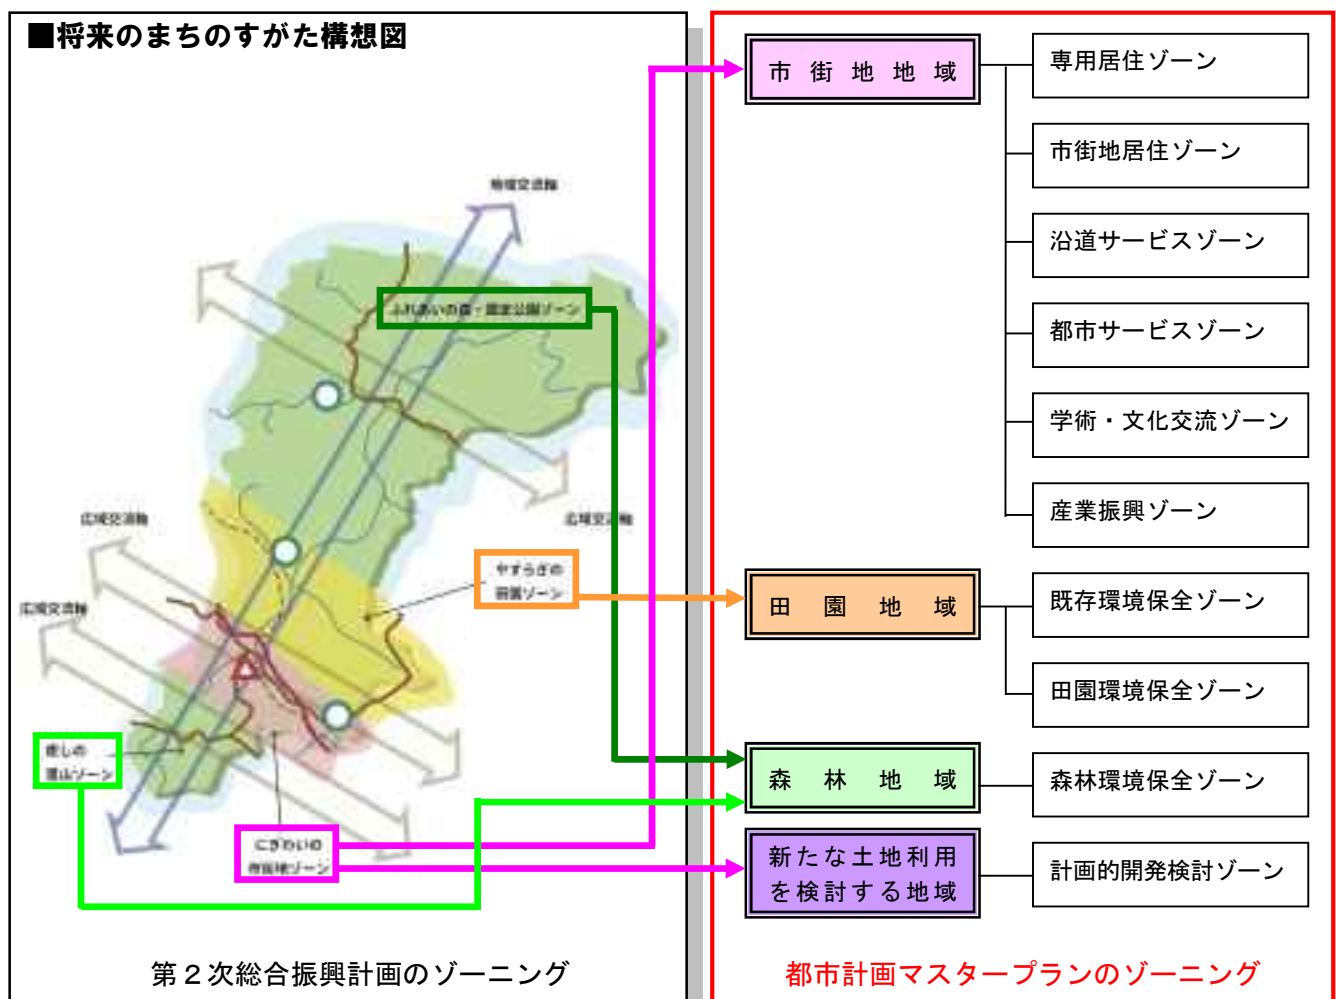 ■将来のまちのすがた構想図
地域交流軸
ふれあいの森・国定公園ゾーン
広域交流軸
広域交流軸
やすらぎの
田園ゾーン
広域交流軸
癒しの
里山ゾーン
にぎわいの
市街地ゾーン
第２次総合振興計画のゾーニング
市街地地域
専用居住ゾーン
市街地居住ゾーン
沿道サービスゾーン
都市サービスゾーン
学術・文化交流ゾーン
産業振興ゾーン
田園地域
既存環境保全ゾーン
田園環境保全ゾーン
森林地域
森林環境保全ゾーン
新たな土地利用
を検討する地域
計画的開発検討ゾーン
都市計画マスタープランのゾーニング